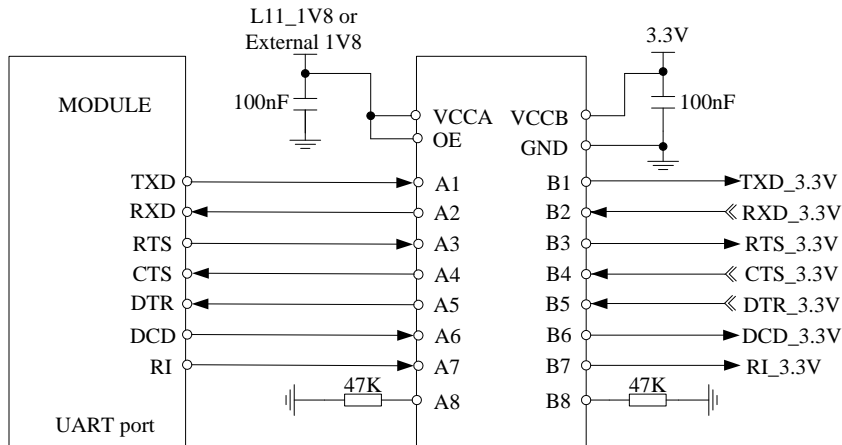 L11_1V8 or
External 1V8
3.3V
MODULE
100nF
100nF
VCCA
VCCB
OE
GND
TXD
A1
B1
TXD_3.3V
RXD
A2
B2
RXD_3.3V
RTS
A3
B3
RTS_3.3V
CTS
A4
B4
CTS_3.3V
DTR
A5
B5
DTR_3.3V
DCD
A6
B6
DCD_3.3V
RI
A7
B7
RI_3.3V
47K
A8
B8
47K
UART port